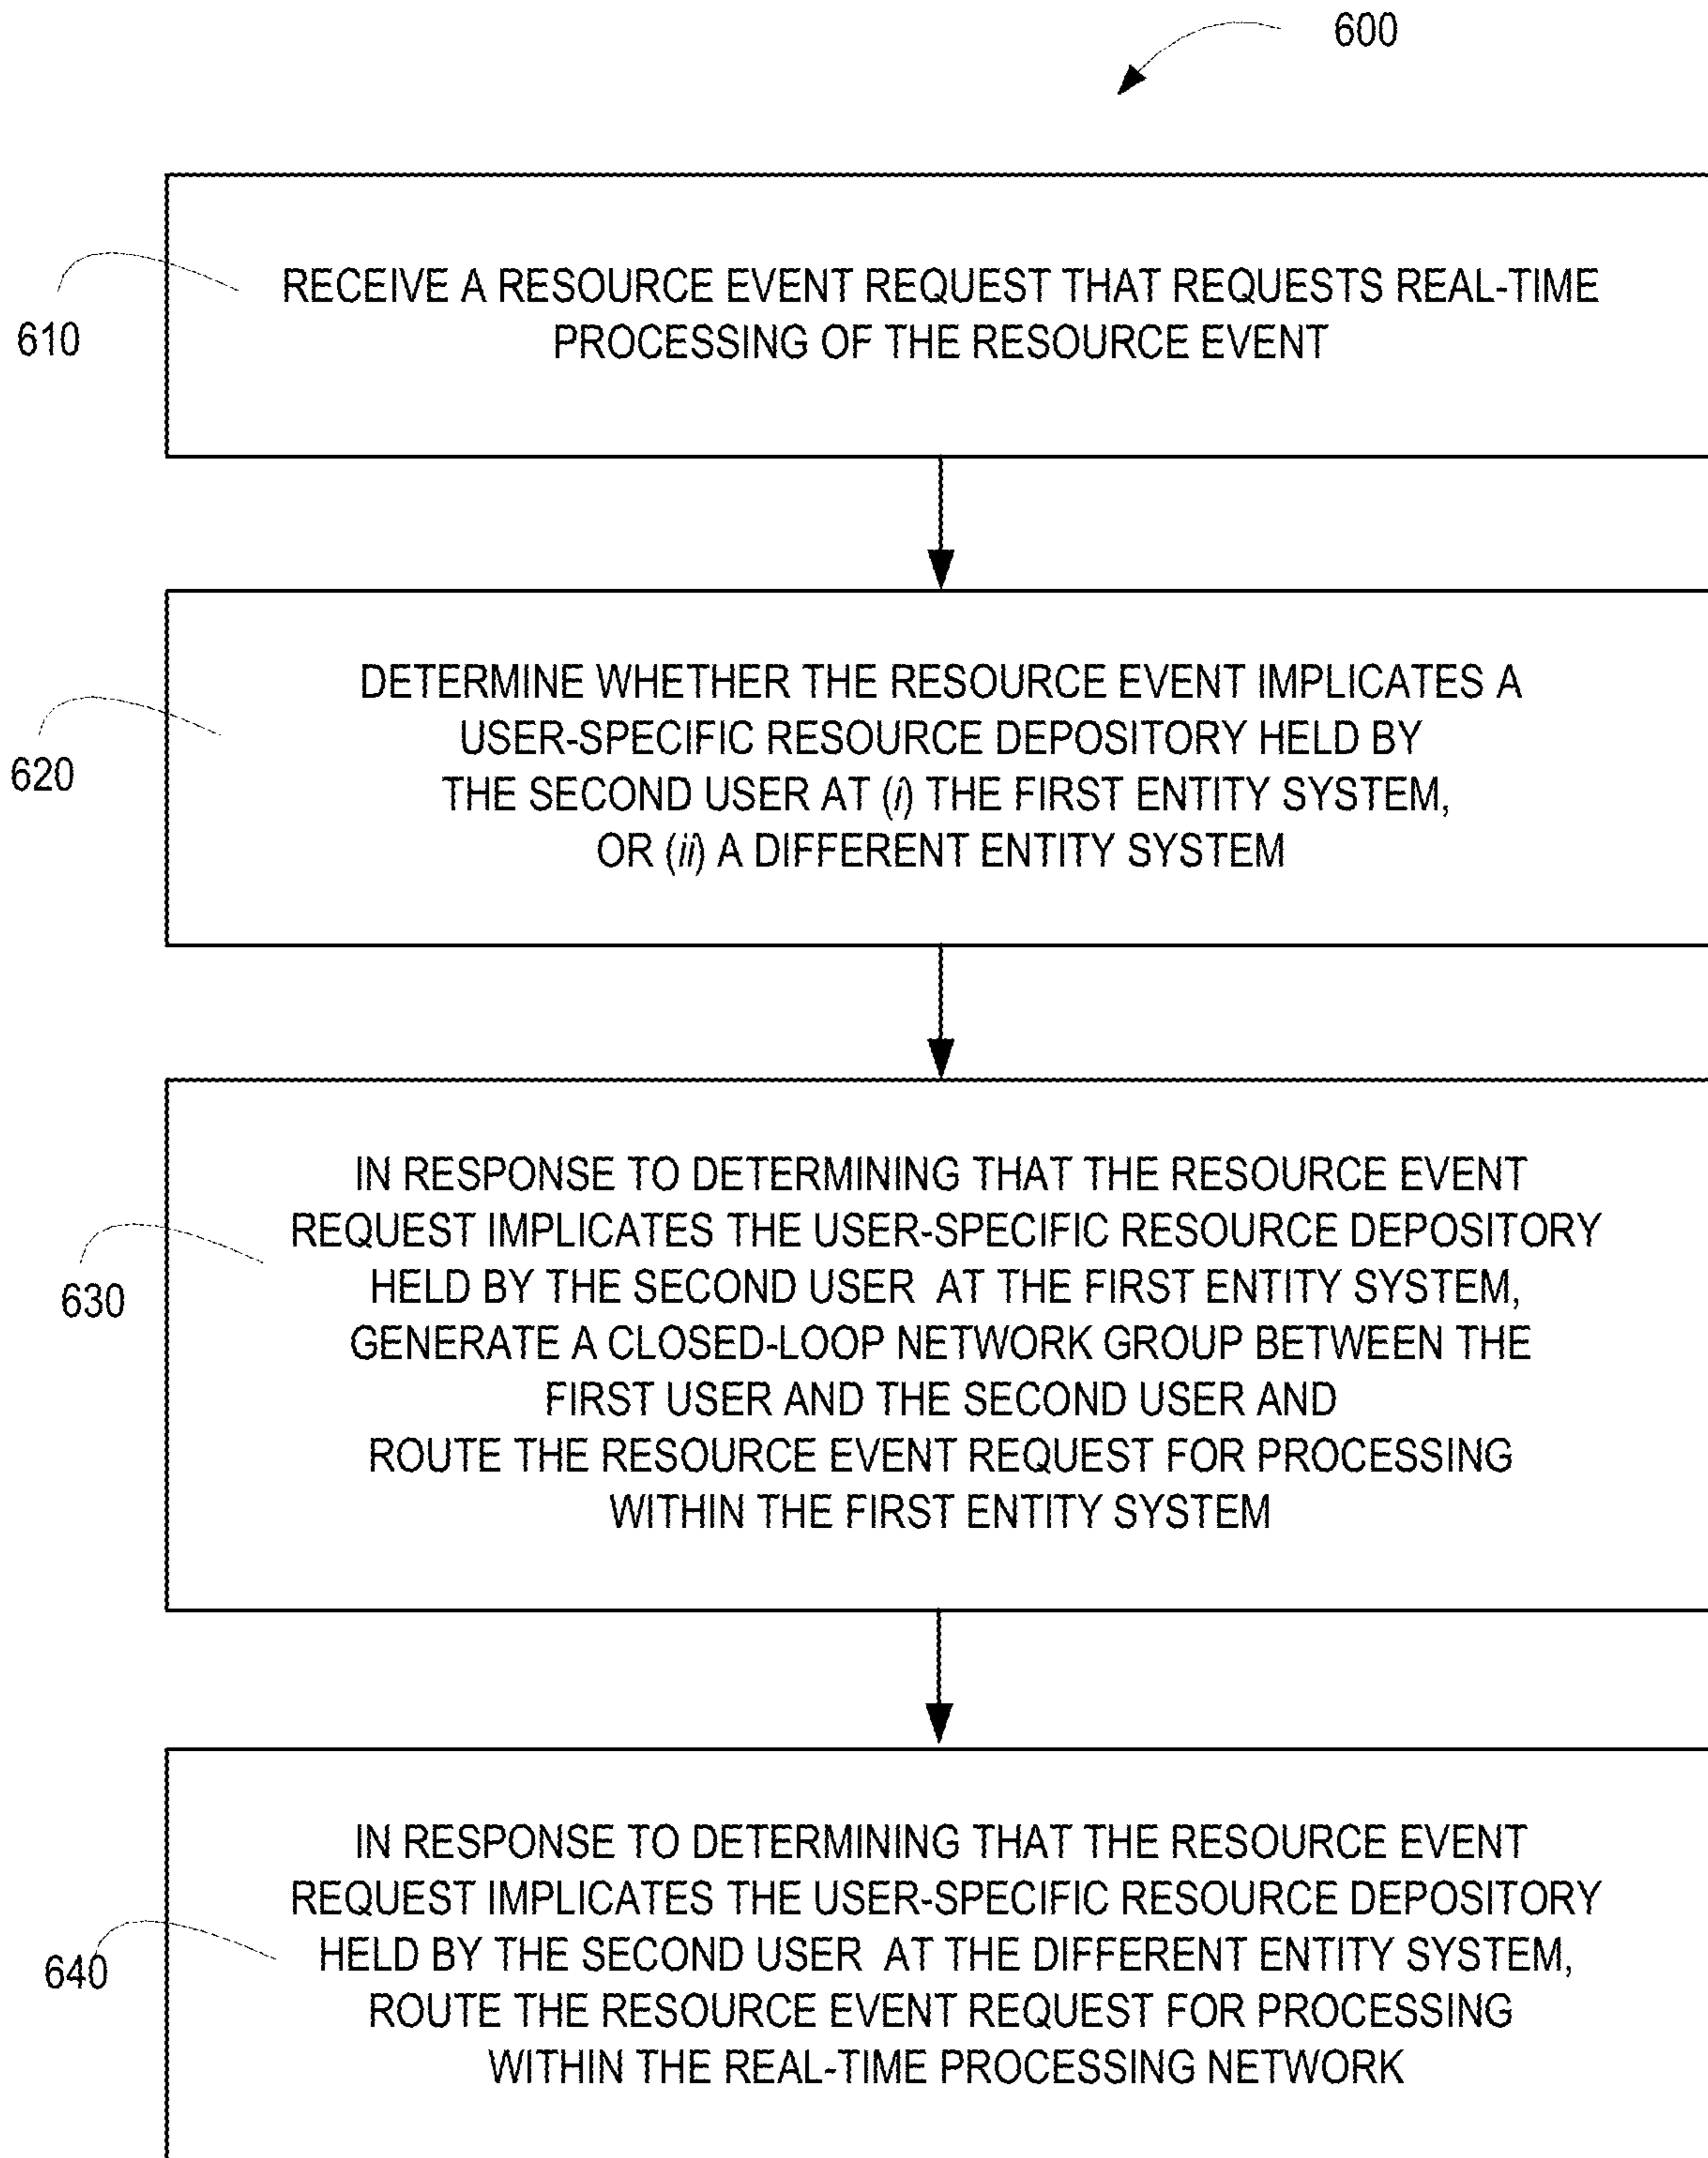 600
610
RECEIVE A RESOURCE EVENT REQUEST THAT REQUESTS REAL-TIME
PROCESSING OF THE RESOURCE EVENT
620
DETERMINE WHETHER THE RESOURCE EVENT IMPLICATES A
USER-SPECIFIC RESOURCE DEPOSITORY HELD BY
THE SECOND USER AT (i) THE FIRST ENTITY SYSTEM,
OR (ii) A DIFFERENT ENTITY SYSTEM
630
IN RESPONSE TO DETERMINING THAT THE RESOURCE EVENT
REQUEST IMPLICATES THE USER-SPECIFIC RESOURCE DEPOSITORY
HELD BY THE SECOND USER AT THE FIRST ENTITY SYSTEM,
GENERATE A CLOSED-LOOP NETWORK GROUP BETWEEN THE
FIRST USER AND THE SECOND USER AND
ROUTE THE RESOURCE EVENT REQUEST FOR PROCESSING
WITHIN THE FIRST ENTITY SYSTEM
640
IN RESPONSE TO DETERMINING THAT THE RESOURCE EVENT
REQUEST IMPLICATES THE USER-SPECIFIC RESOURCE DEPOSITORY
HELD BY THE SECOND USER AT THE DIFFERENT ENTITY SYSTEM,
ROUTE THE RESOURCE EVENT REQUEST FOR PROCESSING
WITHIN THE REAL-TIME PROCESSING NETWORK